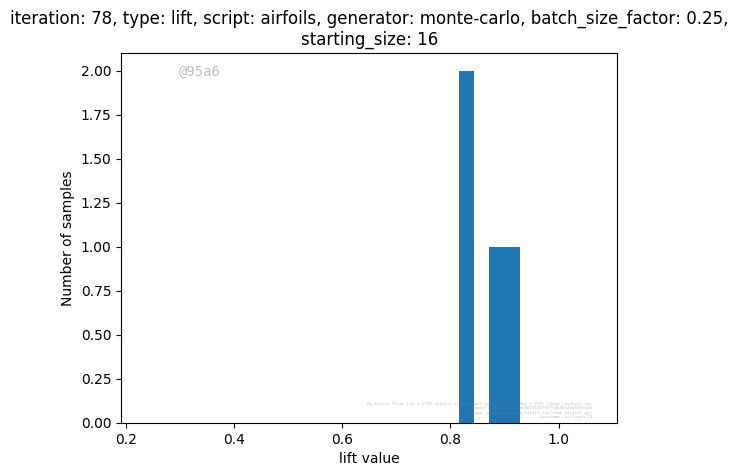 iteration: 78, type: lift, script: airfoils, generator: monte-carlo, batch_size_factor: 0.25,
starting_size: 16
@95a6
2.00
1.75
1.50
1.25
1.00
0.75
0.50
0.25
0.00
Number of samples
0.2 0.4 0.6 0.8 1.0
lift value